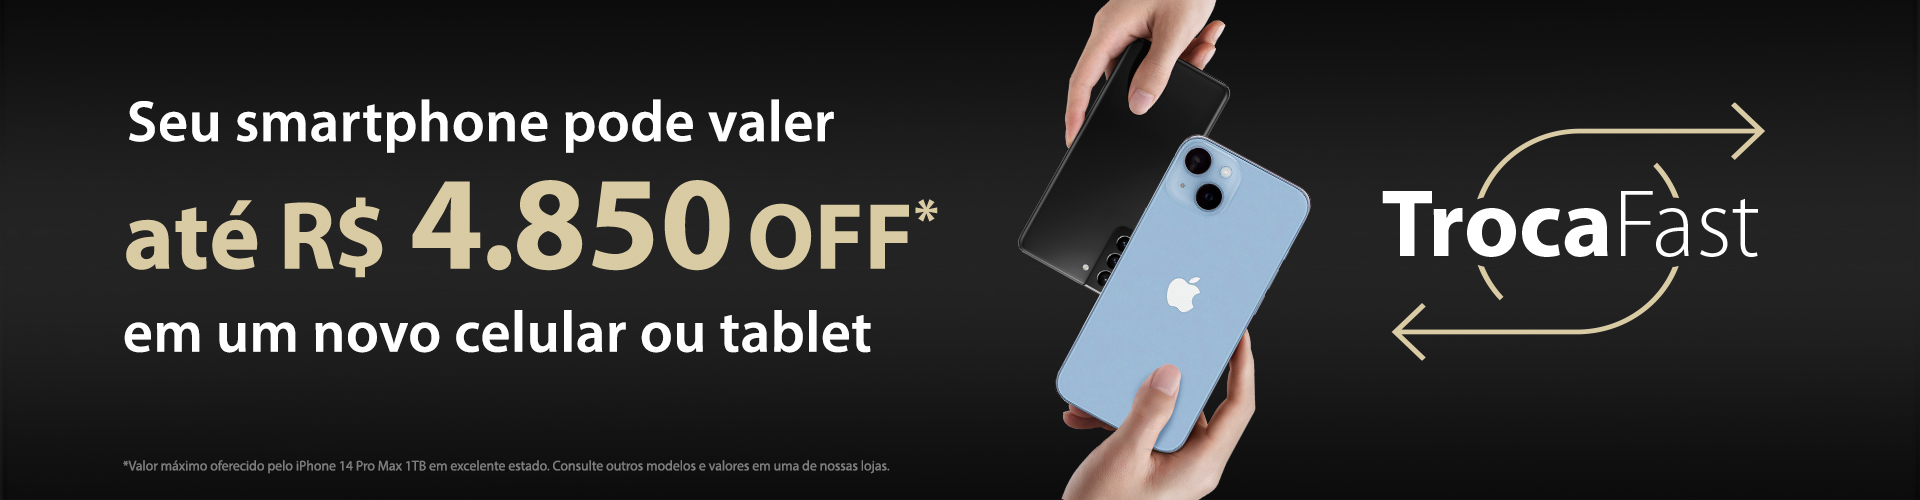 Seu smartphone pode valer
até R$ 4.850 OFF*
em um novo celular ou tablet
*Valor máximo oferecido pelo iPhone 14 Pro Max 1TB em excelente estado. Consulte outros modelos e valores em uma de nossas lojas.
TrocaFast